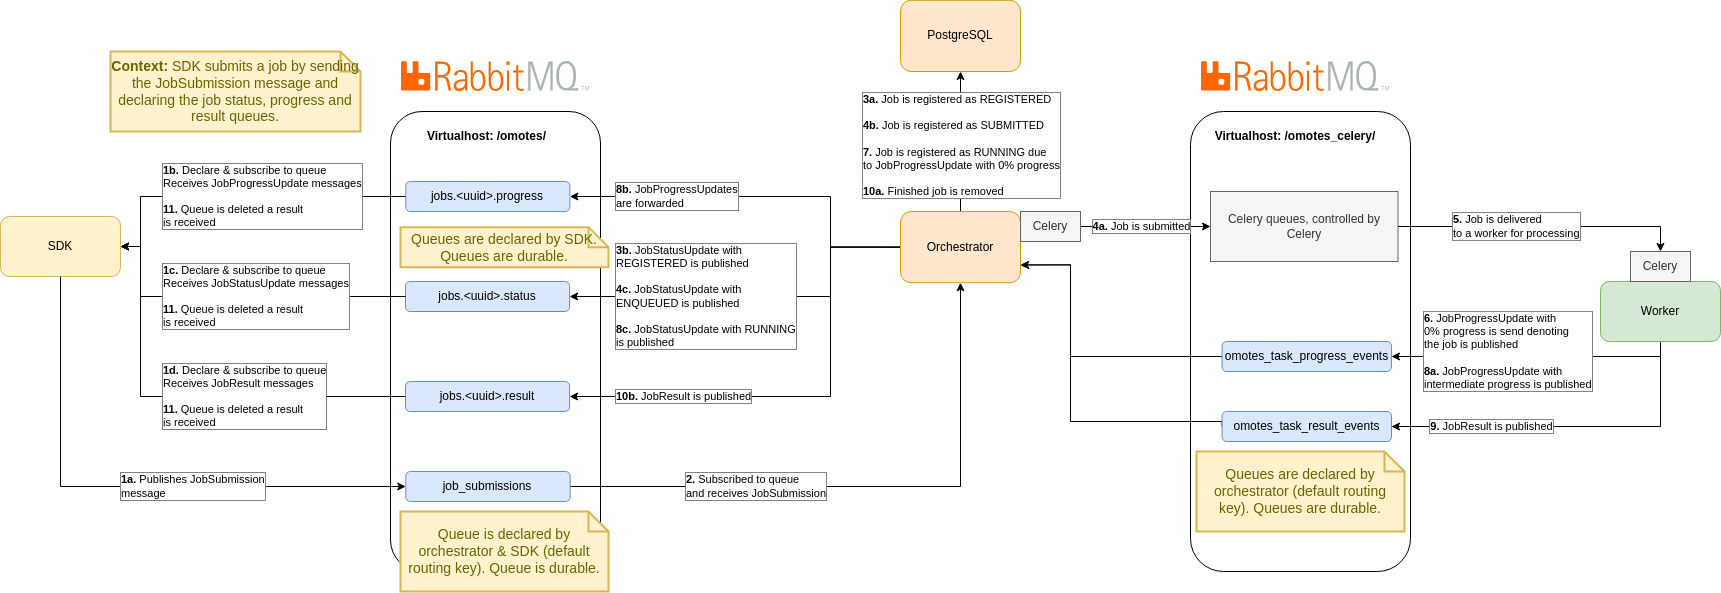 PostgreSQL
Context: SDK submits a job by sending
the JobSubmission message and
declaring the job status, progress and
result queues.
RabbitMQ™
RabbitMQ™
3a. Job is registered as REGISTERED
4b. Job is registered as SUBMITTED
7. Job is registered as RUNNING due
to JobProgressUpdate with 0% progress
10a. Finished job is removed
Virtualhost: /omotes/
Virtualhost: /omotes_celery/
1b. Declare & subscribe to queue
Receives JobProgressUpdate messages
11. Queue is deleted a result
is received
jobs.<uuid>.progress
8b. JobProgressUpdates
are forwarded
SDK
Queues are declared by SDK.
Queues are durable.
3b. JobStatusUpdate with
REGISTERED is published
4c. JobStatusUpdate with
ENQUEUED is published
8c. JobStatusUpdate with RUNNING
is published
Orchestrator
Celery
4a. Job is submitted
Celery queues, controlled by
Celery
5. Job is delivered
to a worker for processing
Celery
Worker
1c. Declare & subscribe to queue
Receives JobStatusUpdate messages
11. Queue is deleted a result
is received
jobs.<uuid>.status
6. JobProgressUpdate with
0% progress is send denoting
the job is published
8a. JobProgressUpdate with
intermediate progress is published
omotes_task_progress_events
1d. Declare & subscribe to queue
Receives JobResult messages
11. Queue is deleted a result
is received
jobs.<uuid>.result
10b. JobResult is published
omotes_task_result_events
9. JobResult is published
1a. Publishes JobSubmission
message
job_submissions
2. Subscribed to queue
and receives JobSubmission
Queues are declared by
orchestrator (default routing
key). Queues are durable.
Queue is declared by
orchestrator & SDK (default
routing key). Queue is durable.